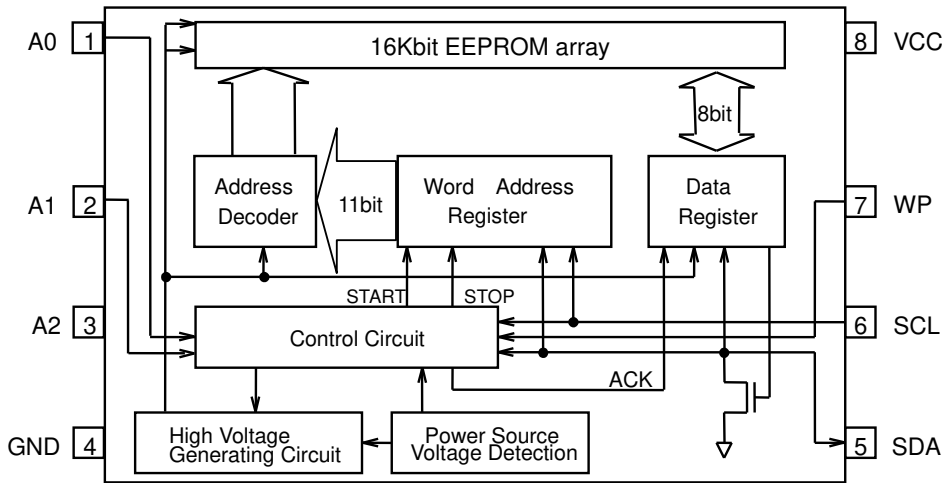 A0 1
16Kbit EEPROM array
8 VCC
8bit
A1 2
Address
Decoder
11bit
Word Address
Register
Data
Register
7 WP
START
STOP
A2 3
Control Circuit
6 SCL
ACK
GND 4
High Voltage
Generating Circuit
Power Source
Voltage Detection
5 SDA